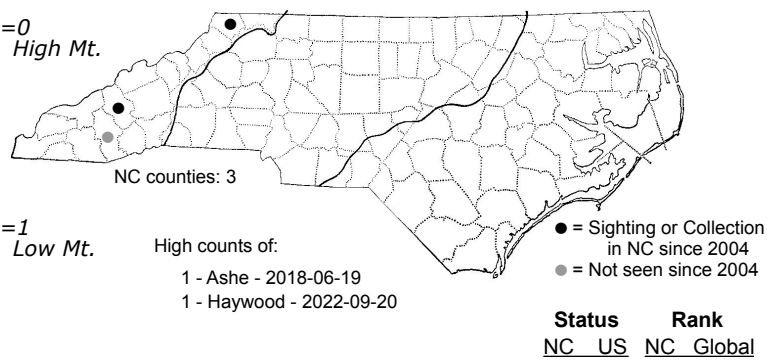 =0
High Mt.
NC counties: 3
=1
Low Mt.
High counts of:
1 - Ashe - 2018-06-19
1 - Haywood - 2022-09-20
● = Sighting or Collection
in NC since 2004
● = Not seen since 2004
Status Rank
NC US NC Global